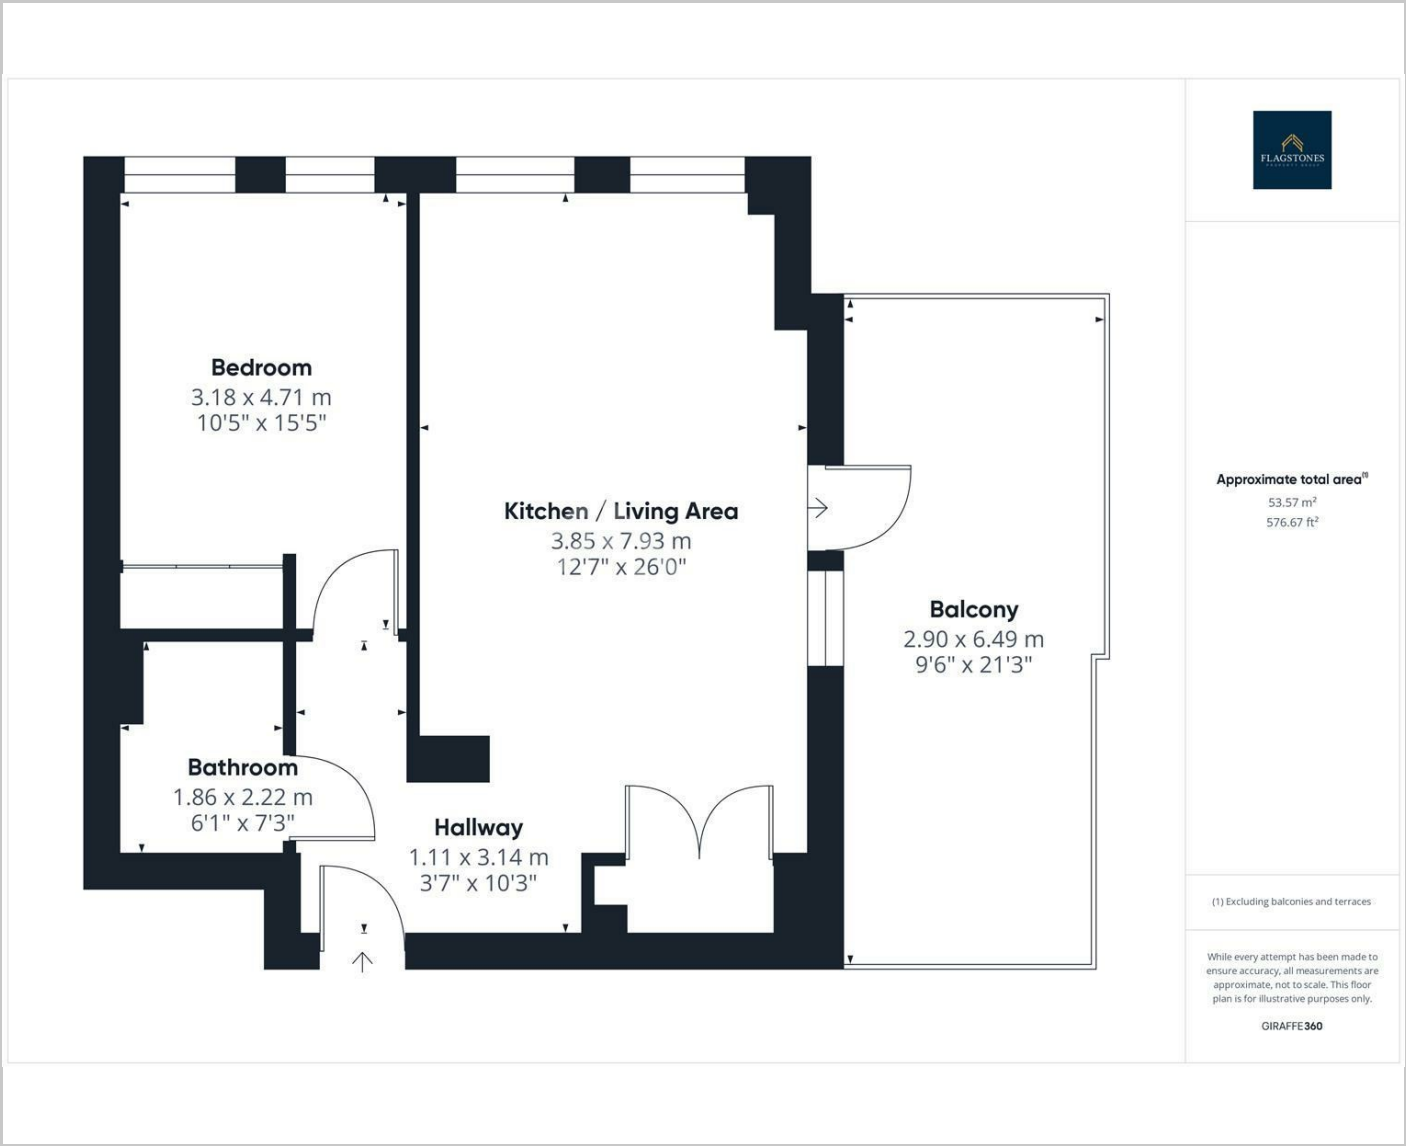 FLAGSTONES
PROPERTY GROUP
Bedroom
3.18 x 4.71 m
10'5" x 15'5"
Kitchen / Living Area
3.85 x 7.93 m
12'7" x 26'0"
Balcony
2.90 x 6.49 m
9'6" x 21'3"
Bathroom
1.86 x 2.22 m
6'1" x 7'3"
Hallway
1.11 x 3.14 m
3'7" x 10'3"
Approximate total area⁽¹⁾
53.57 m²
576.67 ft²
(1) Excluding balconies and terraces
While every attempt has been made to
ensure accuracy, all measurements are
approximate, not to scale. This floor
plan is for illustrative purposes only.
GIRAFFE360